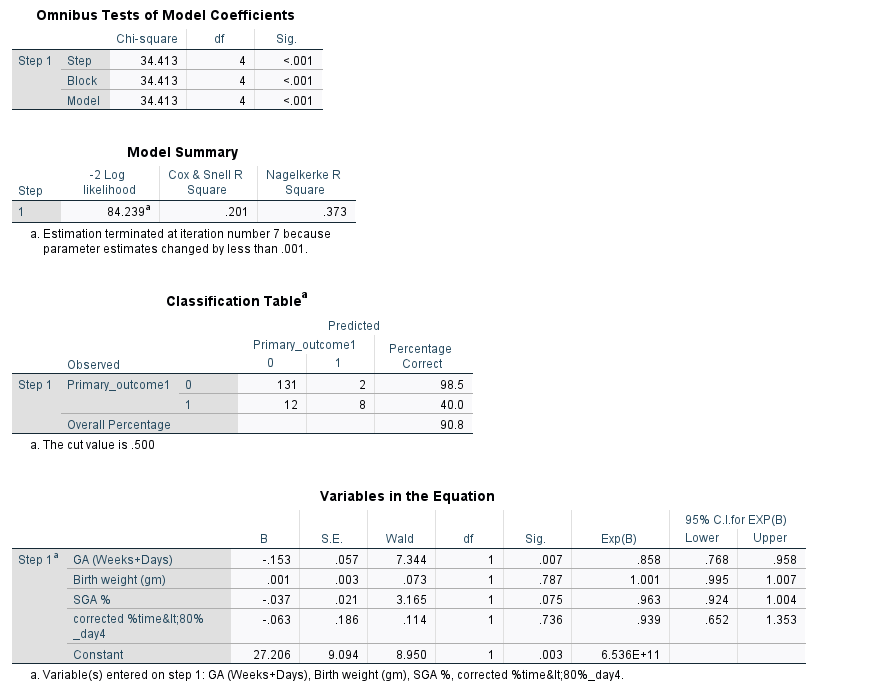 Omnibus Tests of Model Coefficients
Chi-square df Sig.
Step 1 Step 34.413 4 <.001
Block 34.413 4 <.001
Model 34.413 4 <.001
Model Summary
Step -2 Log likelihood Cox & Snell R Square Nagelkerke R Square
1 84.239a .201 .373
a. Estimation terminated at iteration number 7 because
parameter estimates changed by less than .001.
Classification Tablea
Predicted
Primary_outcome1 Percentage Correct
Observed 0 1
Step 1 Primary_outcome1 0 131 2 98.5
1 12 8 40.0
Overall Percentage 90.8
a. The cut value is .500
Variables in the Equation
95% C.I.for EXP(B)
B S.E. Wald df Sig. Exp(B) Lower Upper
Step 1a GA (Weeks+Days) -.153 .057 7.344 1 .007 .858 .768 .958
Birth weight (gm) .001 .003 .073 1 .787 1.001 .995 1.007
SGA % -.037 .021 3.165 1 .075 .963 .924 1.004
corrected %time&lt;80% -.063 .186 .114 1 .736 .939 .652 1.353
_day4
Constant 27.206 9.094 8.950 1 .003 6.536E+11
a. Variable(s) entered on step 1: GA (Weeks+Days), Birth weight (gm), SGA %, corrected %time&lt;80%_day4.